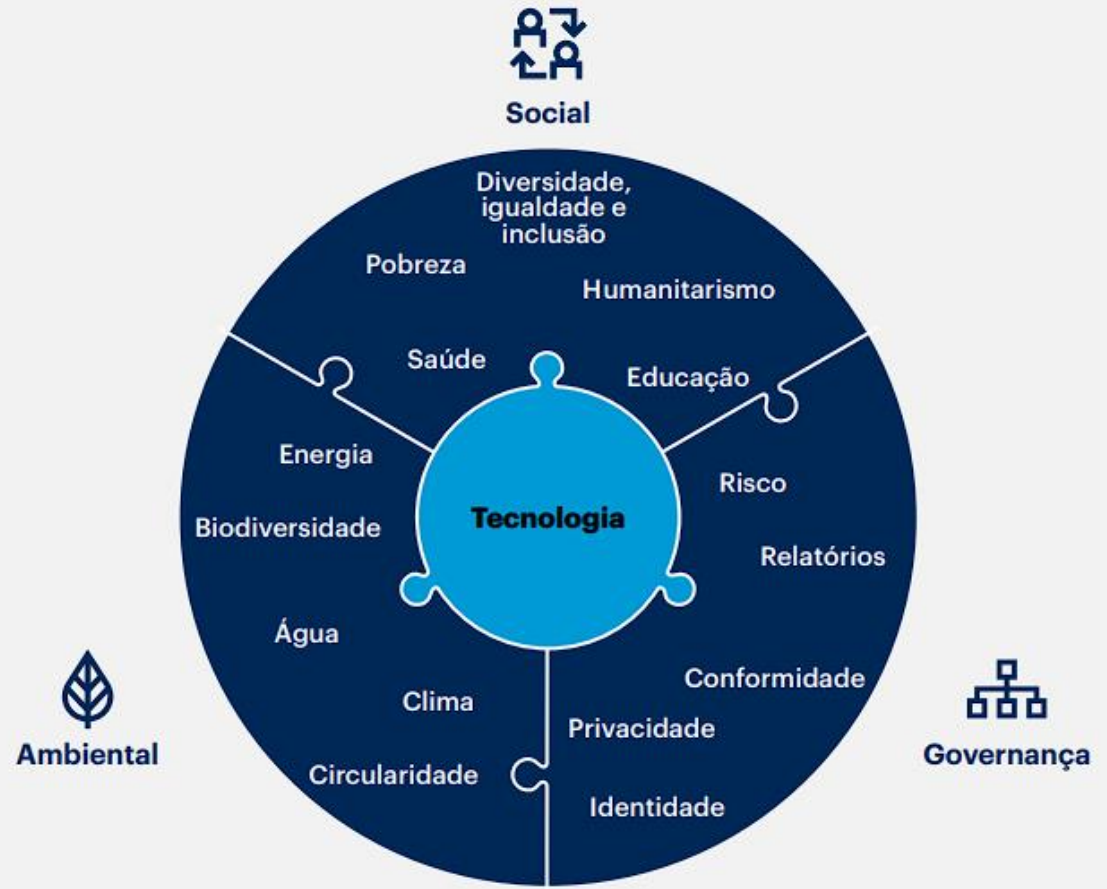 Social
Diversidade,
igualdade e
inclusão
Pobreza
Humanitarismo
Saúde
Educação
Energia
Risco
Biodiversidade
Tecnologia
Relatórios
Água
Clima
Conformidade
Privacidade
Ambiental
Governança
Circularidade
Identidade